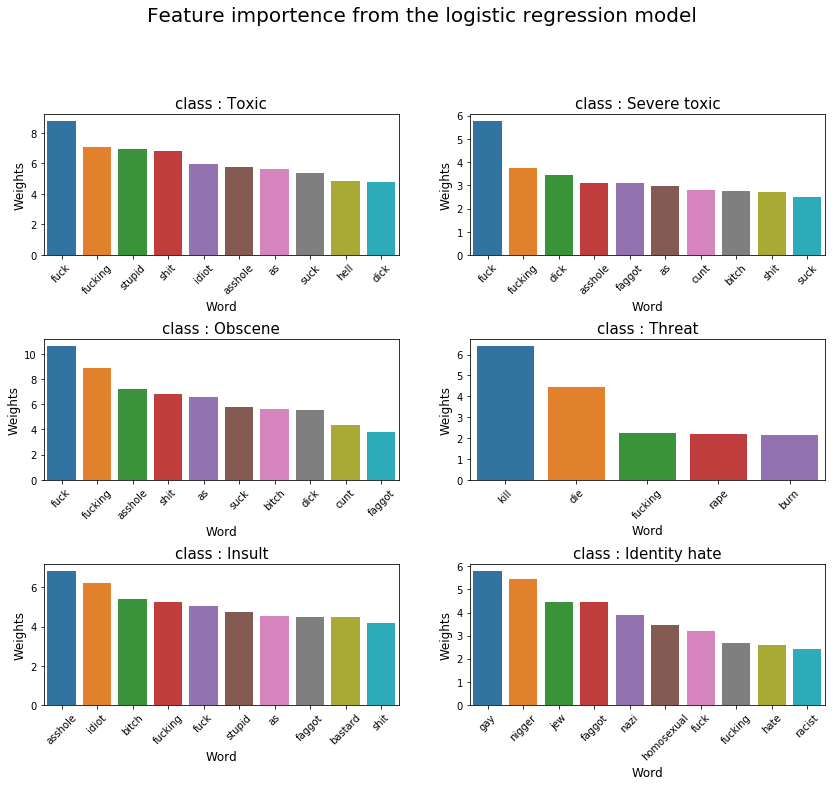 Feature importence from the logistic regression model
class : Toxic
Weights
8
6
4
2
0
fuck fucking stupid shit idiot asshole as suck hell dick
Word
class : Severe toxic
Weights
6
5
4
3
2
1
0
fuck fucking dick asshole faggot as cunt bitch shit suck
Word
class : Obscene
Weights
10
8
6
4
2
0
fuck fucking asshole shit as suck bitch dick cunt faggot
Word
class : Threat
Weights
6
5
4
3
2
1
0
kill die fucking rape burn
Word
class : Insult
Weights
6
4
2
0
asshole idiot bitch fucking fuck stupid as faggot bastard shit
Word
class : Identity hate
Weights
6
5
4
3
2
1
0
gay nigger jew faggot nazi homosexual fuck fucking hate racist
Word